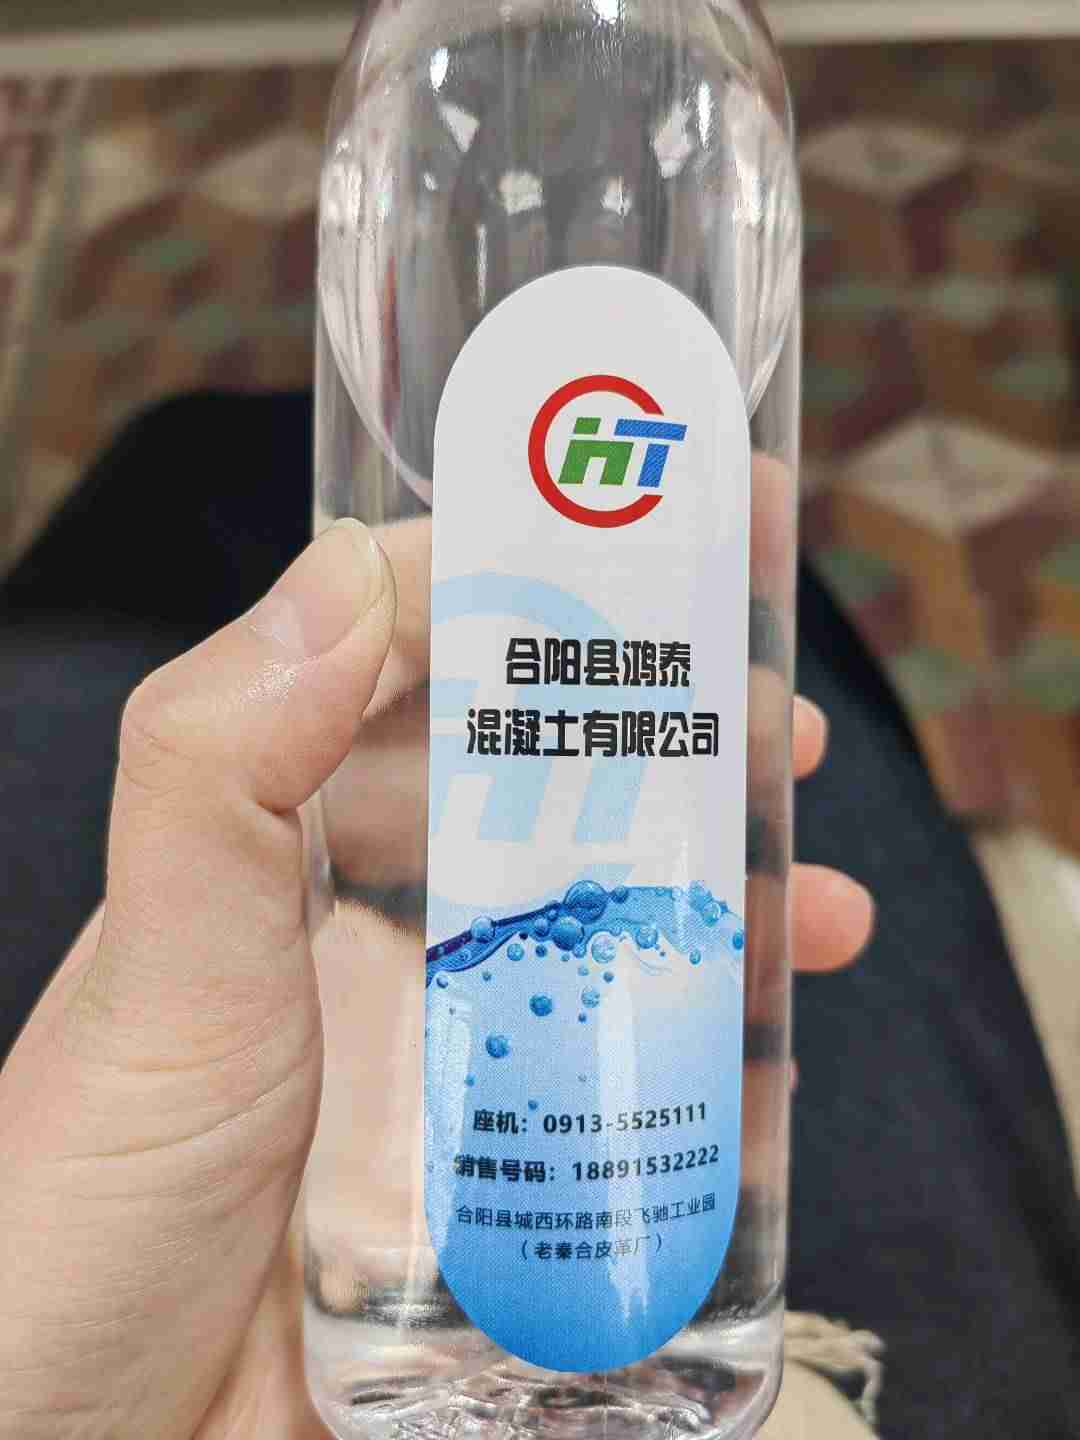 HT
合阳县鸿泰
混凝土有限公司
座机：0913-5525111
销售号码：18891532222
合阳县城西环路南段飞驰工业园
（老秦合皮革厂）